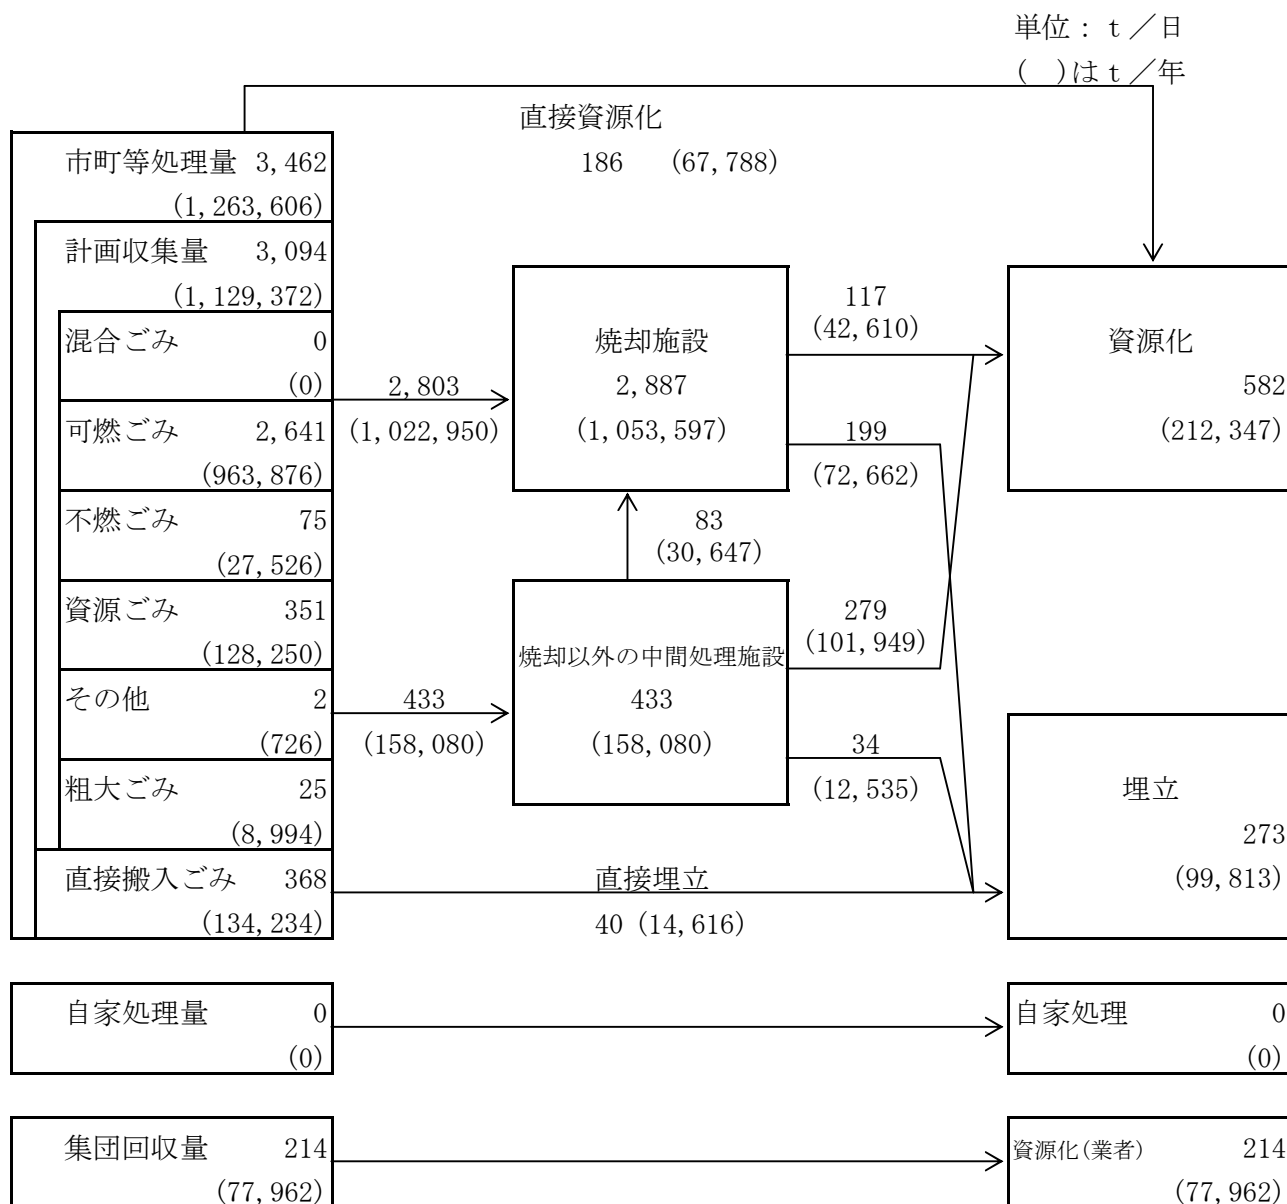 単位：ｔ／日
(　)はｔ／年
直接資源化
186 (67,788)
市町等処理量 3,462
(1,263,606)
計画収集量 3,094
(1,129,372)
混合ごみ 0
(0)
可燃ごみ 2,641
(963,876)
不燃ごみ 75
(27,526)
資源ごみ 351
(128,250)
その他 2
(726)
粗大ごみ 25
(8,994)
直接搬入ごみ 368
(134,234)
2,803
(1,022,950)
433
(158,080)
焼却施設
2,887
(1,053,597)
83
(30,647)
焼却以外の中間処理施設
433
(158,080)
117
(42,610)
199
(72,662)
279
(101,949)
34
(12,535)
直接埋立
40 (14,616)
資源化
582
(212,347)
埋立
273
(99,813)
自家処理量 0
(0)
自家処理 0
(0)
集団回収量 214
(77,962)
資源化(業者) 214
(77,962)